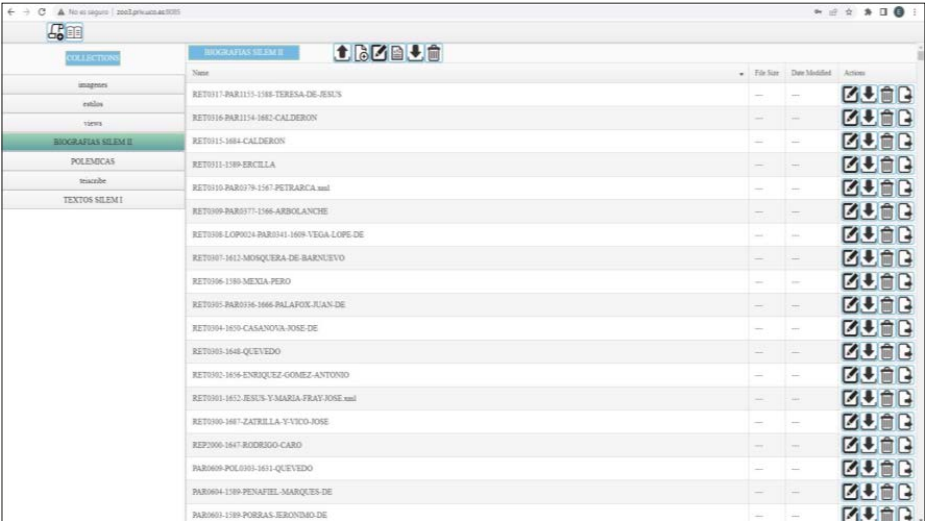 No es seguro | zoo3.priv.uco.es:8085
COLLECTIONS
imagenes
estilos
views
BIOGRAFIAS SILEM II
POLEMICAS
teiscribe
TEXTOS SILEM I
BIOGRAFIAS SILEM II
Name File Size Date Modified Actions
RET0317-PAR1155-1588-TERESA-DE-JESUS --- ---
RET0316-PAR1154-1682-CALDERON --- ---
RET0315-1684-CALDERON --- ---
RET0311-1589-ERCILLA --- ---
RET0310-PAR0379-1567-PETRARCA.xml --- ---
RET0309-PAR0377-1566-ARBOLANCHE --- ---
RET0308-LOP0024-PAR0341-1609-VEGA-LOPE-DE --- ---
RET0307-1612-MOSQUERA-DE-BARNUEVO --- ---
RET0306-1580-MEXIA-PERO --- ---
RET0305-PAR0336-1666-PALAFOX-JUAN-DE --- ---
RET0304-1650-CASANOVA-JOSE-DE --- ---
RET0303-1648-QUEVEDO --- ---
RET0302-1656-ENRIQUEZ-GOMEZ-ANTONIO --- ---
RET0301-1652-JESUS-Y-MARIA-FRAY-JOSE.xml --- ---
RET0300-1687-ZATRILLA-Y-VICO-JOSE --- ---
REP2000-1647-RODRIGO-CARO --- ---
PAR0609-POL0303-1631-QUEVEDO --- ---
PAR0604-1589-PENAFIEL-MARQUES-DE --- ---
PAR0603-1589-PORRAS-JERONIMO-DE